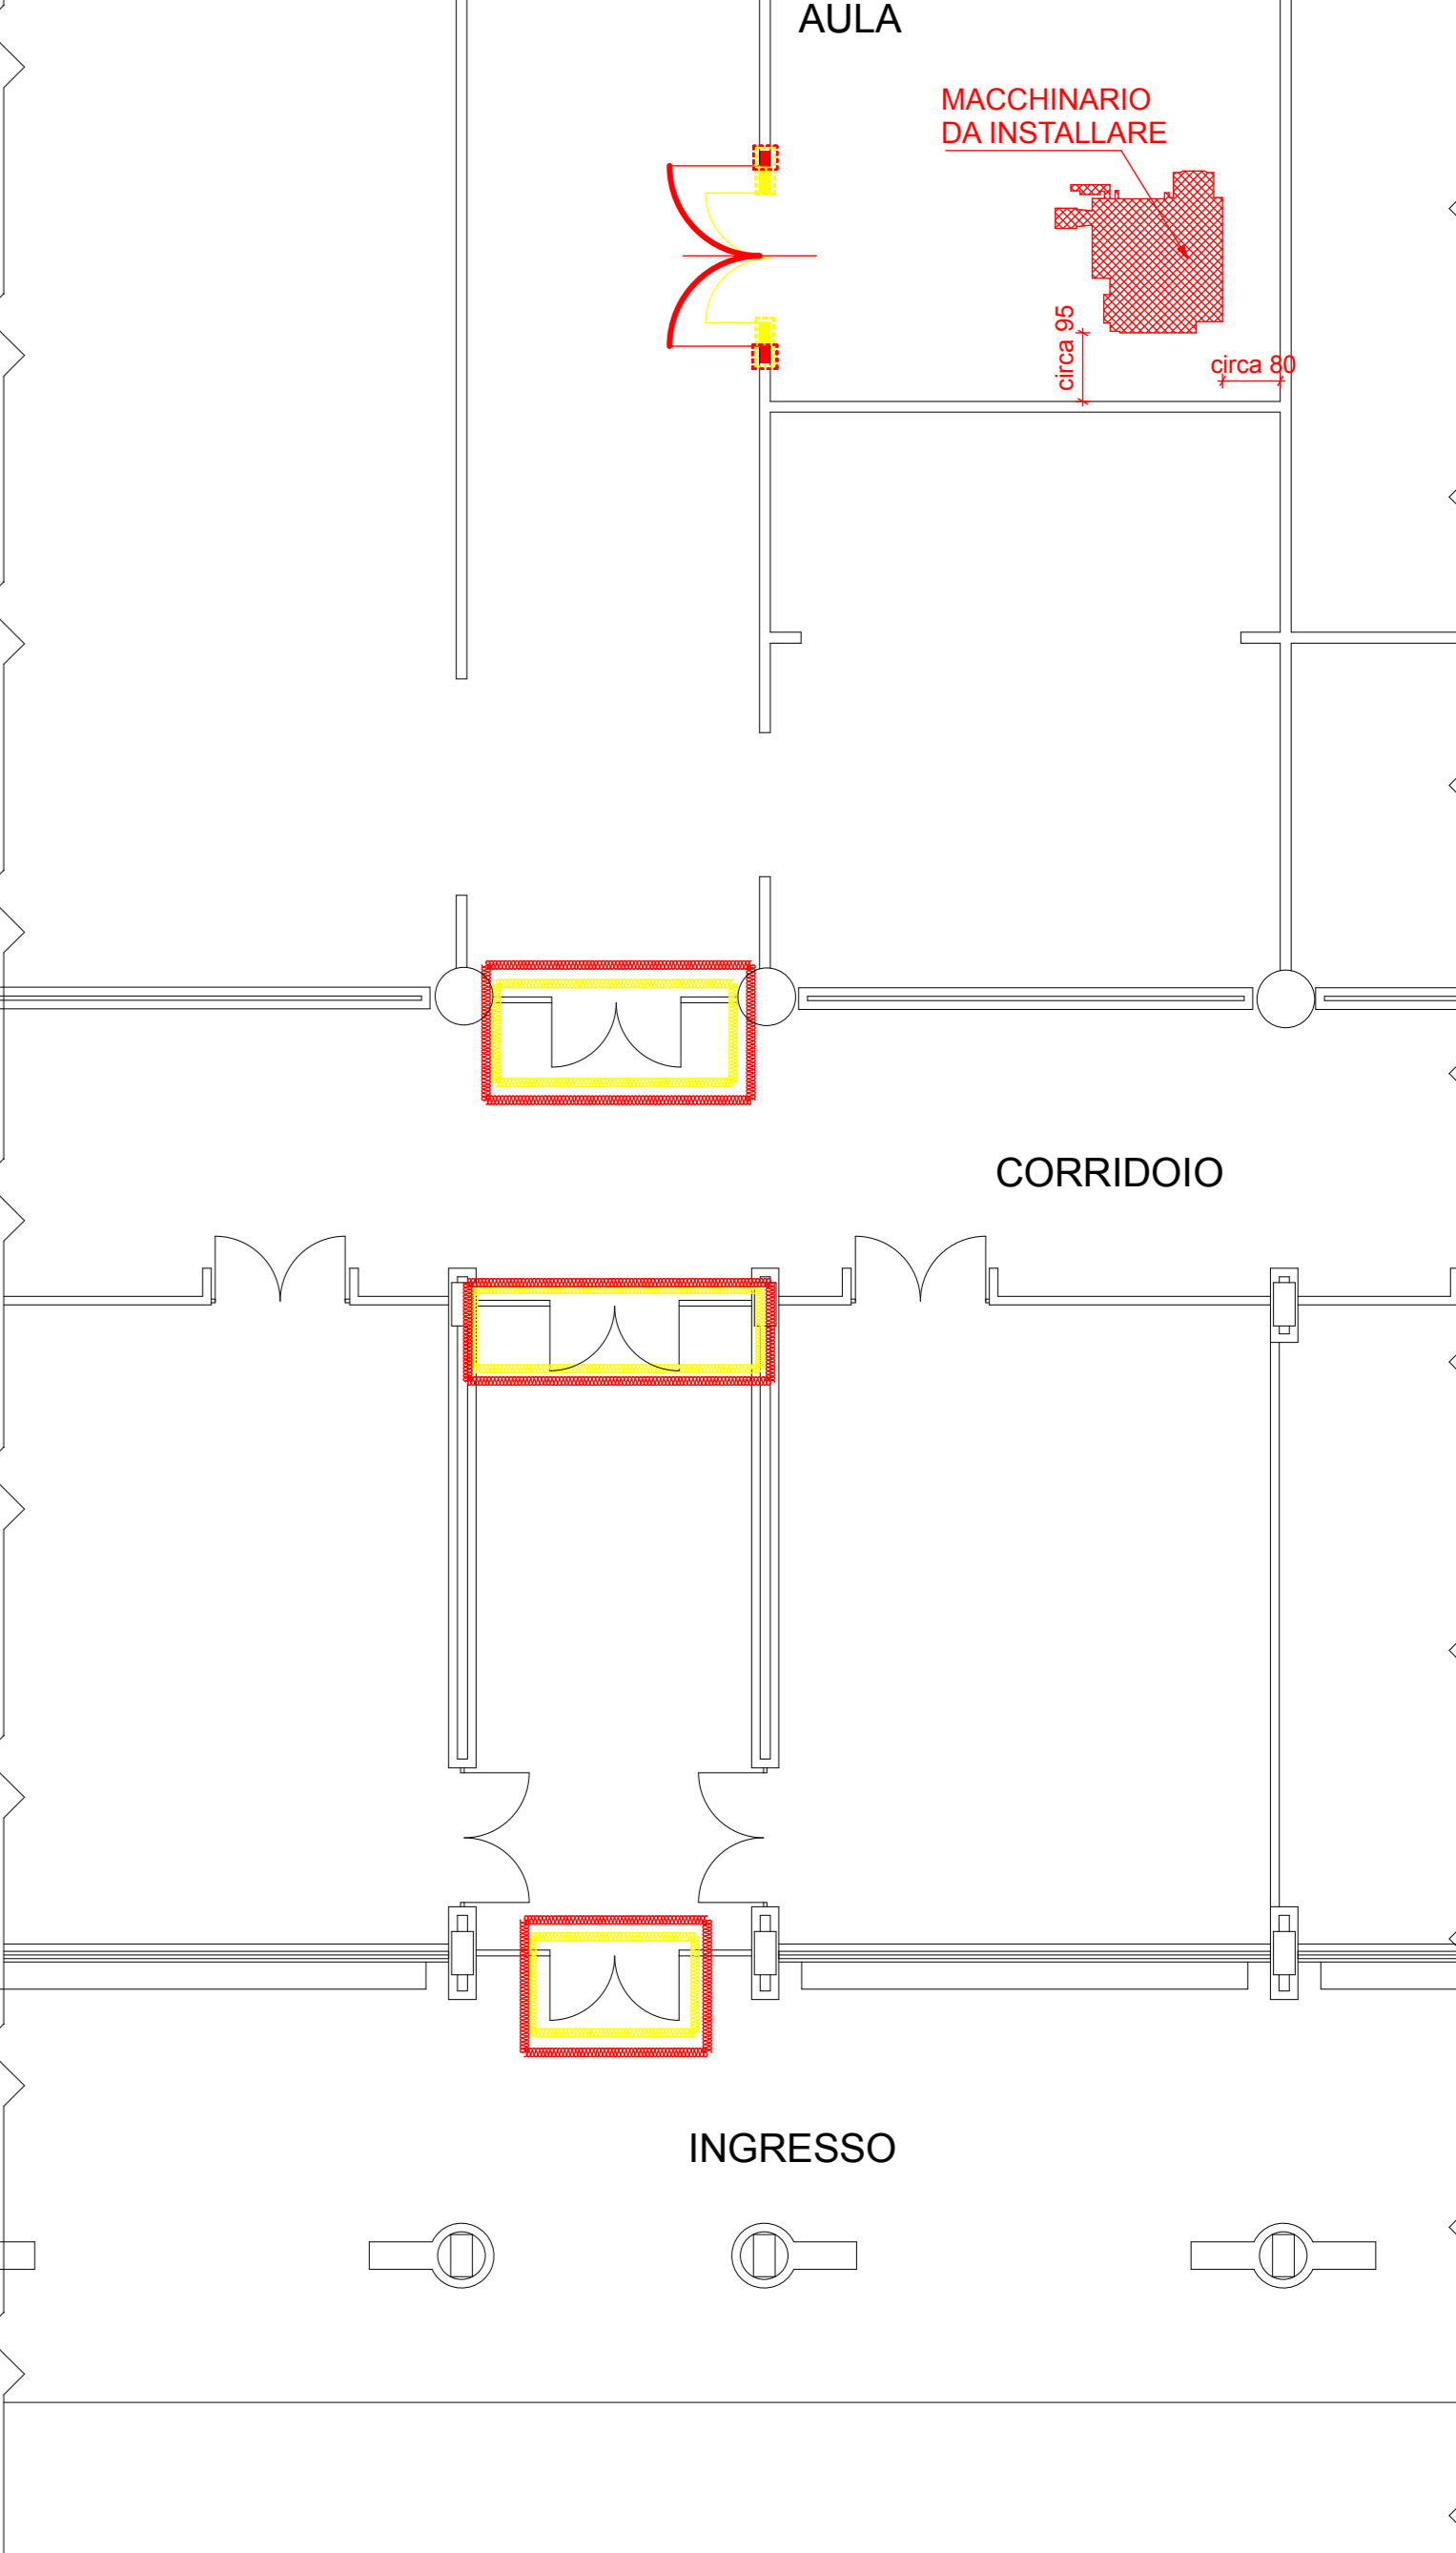 AULA
MACCHINARIO
DA INSTALLARE
circa 95
circa 80
CORRIDOIO
INGRESSO